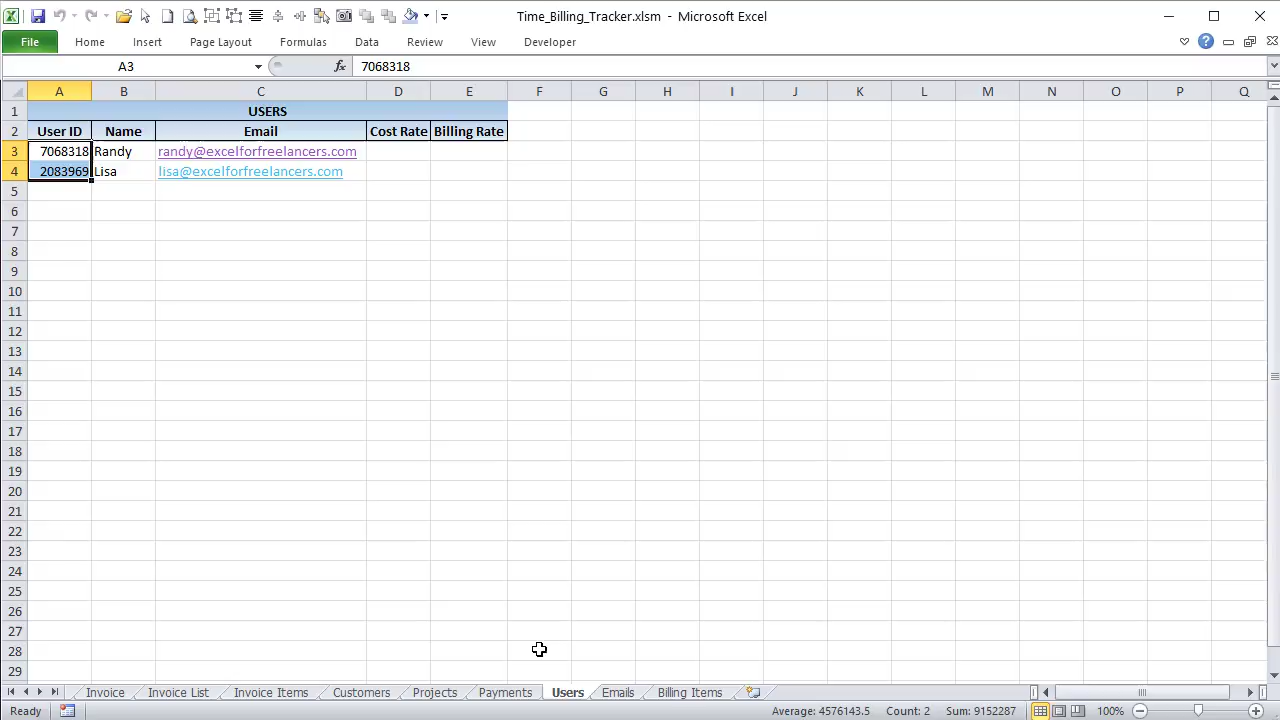 Time_Billing_Tracker.xlsm - Microsoft Excel
File Home Insert Page Layout Formulas Data Review View Developer
A3 fx 7068318
A B C D E F G H I J K L M N O P Q
1 USERS
2 User ID Name Email Cost Rate Billing Rate
3 7068318 Randy randy@excelforfreelancers.com
4 2083969 Lisa lisa@excelforfreelancers.com
5
6
7
8
9
10
11
12
13
14
15
16
17
18
19
20
21
22
23
24
25
26
27
28
29
Invoice Invoice List Invoice Items Customers Projects Payments Users Emails Billing Items
Ready Average: 4576143.5 Count: 2 Sum: 9152287 100%